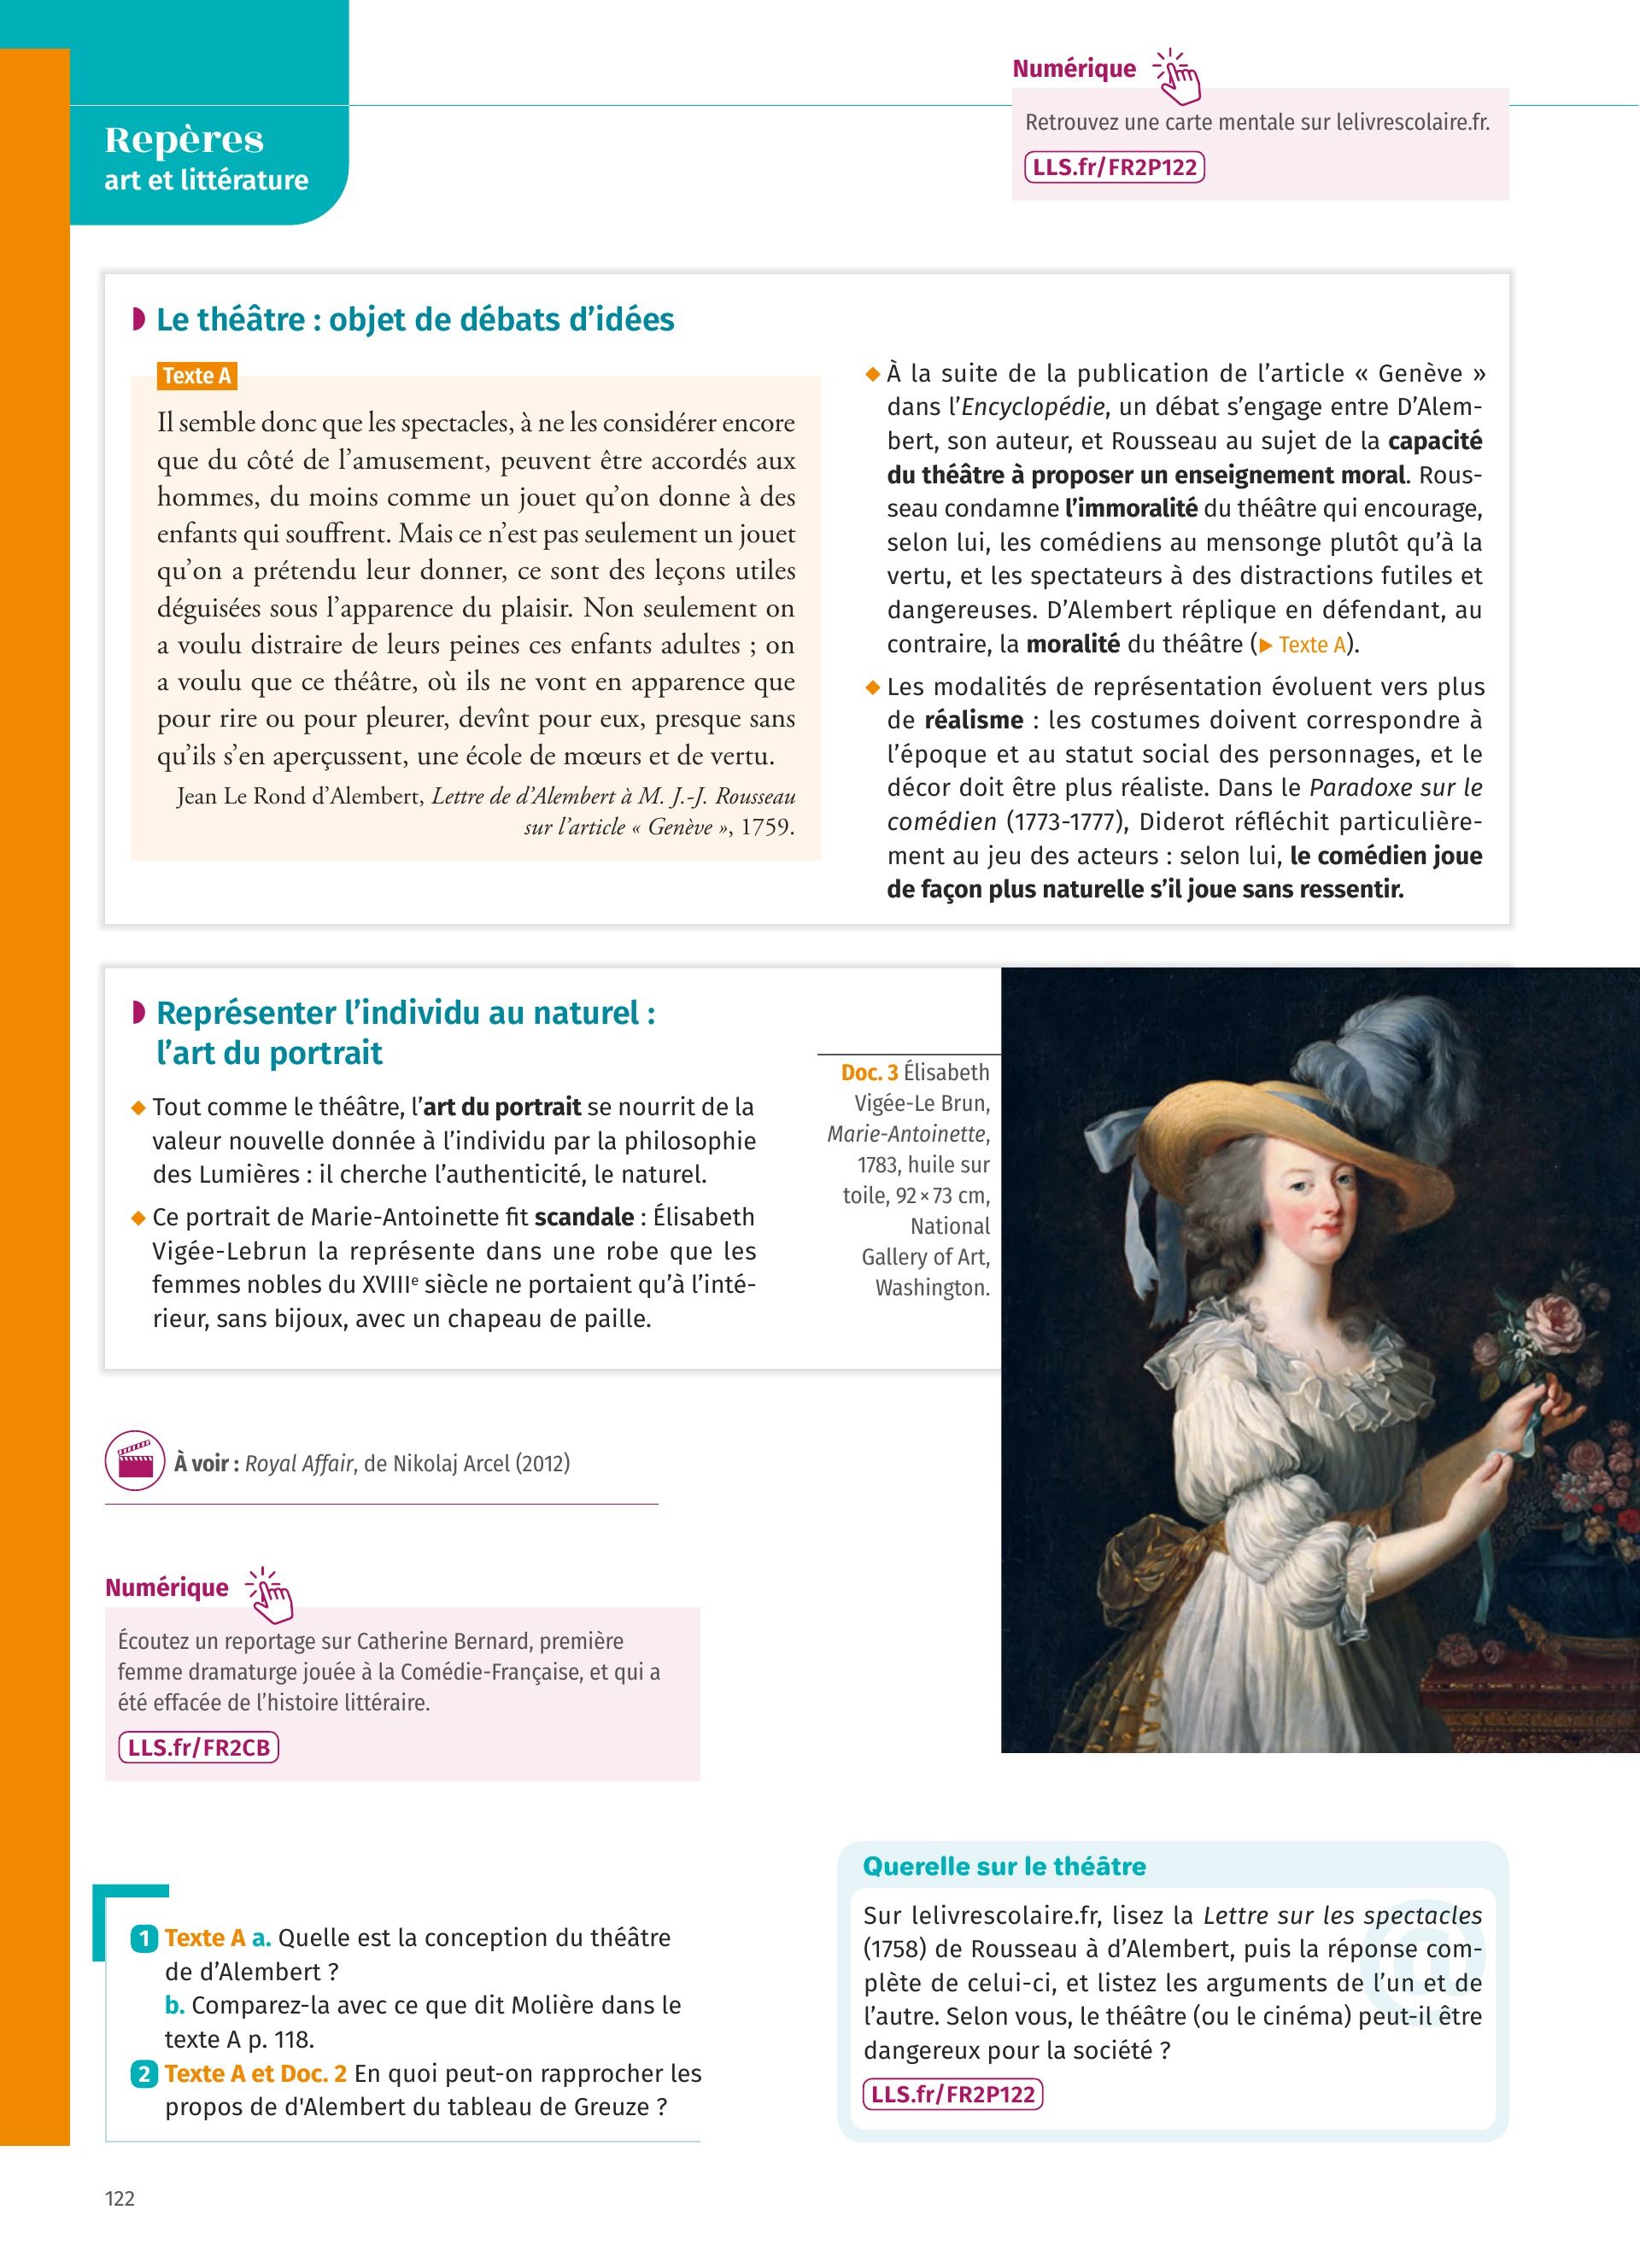 Repères
art et littérature
Numérique
Retrouvez une carte mentale sur lelivrescolaire.fr.
LLS.fr/FR2P122
Le théâtre : objet de débats d’idées
Texte A
Il semble donc que les spectacles, à ne les considérer encore
que du côté de l’amusement, peuvent être accordés aux
hommes, du moins comme un jouet qu’on donne à des
enfants qui souffrent. Mais ce n’est pas seulement un jouet
qu’on a prétendu leur donner, ce sont des leçons utiles
déguisées sous l’apparence du plaisir. Non seulement on
a voulu distraire de leurs peines ces enfants adultes ; on
a voulu que ce théâtre, où ils ne vont en apparence que
pour rire ou pour pleurer, devînt pour eux, presque sans
qu’ils s’en aperçussent, une école de mœurs et de vertu.
Jean Le Rond d’Alembert, Lettre de d’Alembert à M. J.-J. Rousseau
sur l’article « Genève », 1759.
À la suite de la publication de l’article « Genève »
dans l’Encyclopédie, un débat s’engage entre D’Alem-
bert, son auteur, et Rousseau au sujet de la capacité
du théâtre à proposer un enseignement moral. Rous-
seau condamne l’immoralité du théâtre qui encourage,
selon lui, les comédiens au mensonge plutôt qu’à la
vertu, et les spectateurs à des distractions futiles et
dangereuses. D’Alembert réplique en défendant, au
contraire, la moralité du théâtre (▶ Texte A).
Les modalités de représentation évoluent vers plus
de réalisme : les costumes doivent correspondre à
l’époque et au statut social des personnages, et le
décor doit être plus réaliste. Dans le Paradoxe sur le
comédien (1773-1777), Diderot réfléchit particulière-
ment au jeu des acteurs : selon lui, le comédien joue
de façon plus naturelle s’il joue sans ressentir.
Représenter l’individu au naturel :
l’art du portrait
Tout comme le théâtre, l’art du portrait se nourrit de la
valeur nouvelle donnée à l’individu par la philosophie
des Lumières : il cherche l’authenticité, le naturel.
Ce portrait de Marie-Antoinette fit scandale : Élisabeth
Vigée-Lebrun la représente dans une robe que les
femmes nobles du XVIIIe siècle ne portaient qu’à l’inté-
rieur, sans bijoux, avec un chapeau de paille.
Doc. 3 Élisabeth
Vigée-Le Brun,
Marie-Antoinette,
1783, huile sur
toile, 92 × 73 cm,
National
Gallery of Art,
Washington.
À voir : Royal Affair, de Nikolaj Arcel (2012)
Numérique
Écoutez un reportage sur Catherine Bernard, première
femme dramaturge jouée à la Comédie-Française, et qui a
été effacée de l’histoire littéraire.
LLS.fr/FR2CB
1 Texte A a. Quelle est la conception du théâtre
de d’Alembert ?
b. Comparez-la avec ce que dit Molière dans le
texte A p. 118.
2 Texte A et Doc. 2 En quoi peut-on rapprocher les
propos de d'Alembert du tableau de Greuze ?
Querelle sur le théâtre
Sur lelivrescolaire.fr, lisez la Lettre sur les spectacles
(1758) de Rousseau à d’Alembert, puis la réponse com-
plète de celui-ci, et listez les arguments de l’un et de
l’autre. Selon vous, le théâtre (ou le cinéma) peut-il être
dangereux pour la société ?
LLS.fr/FR2P122
122